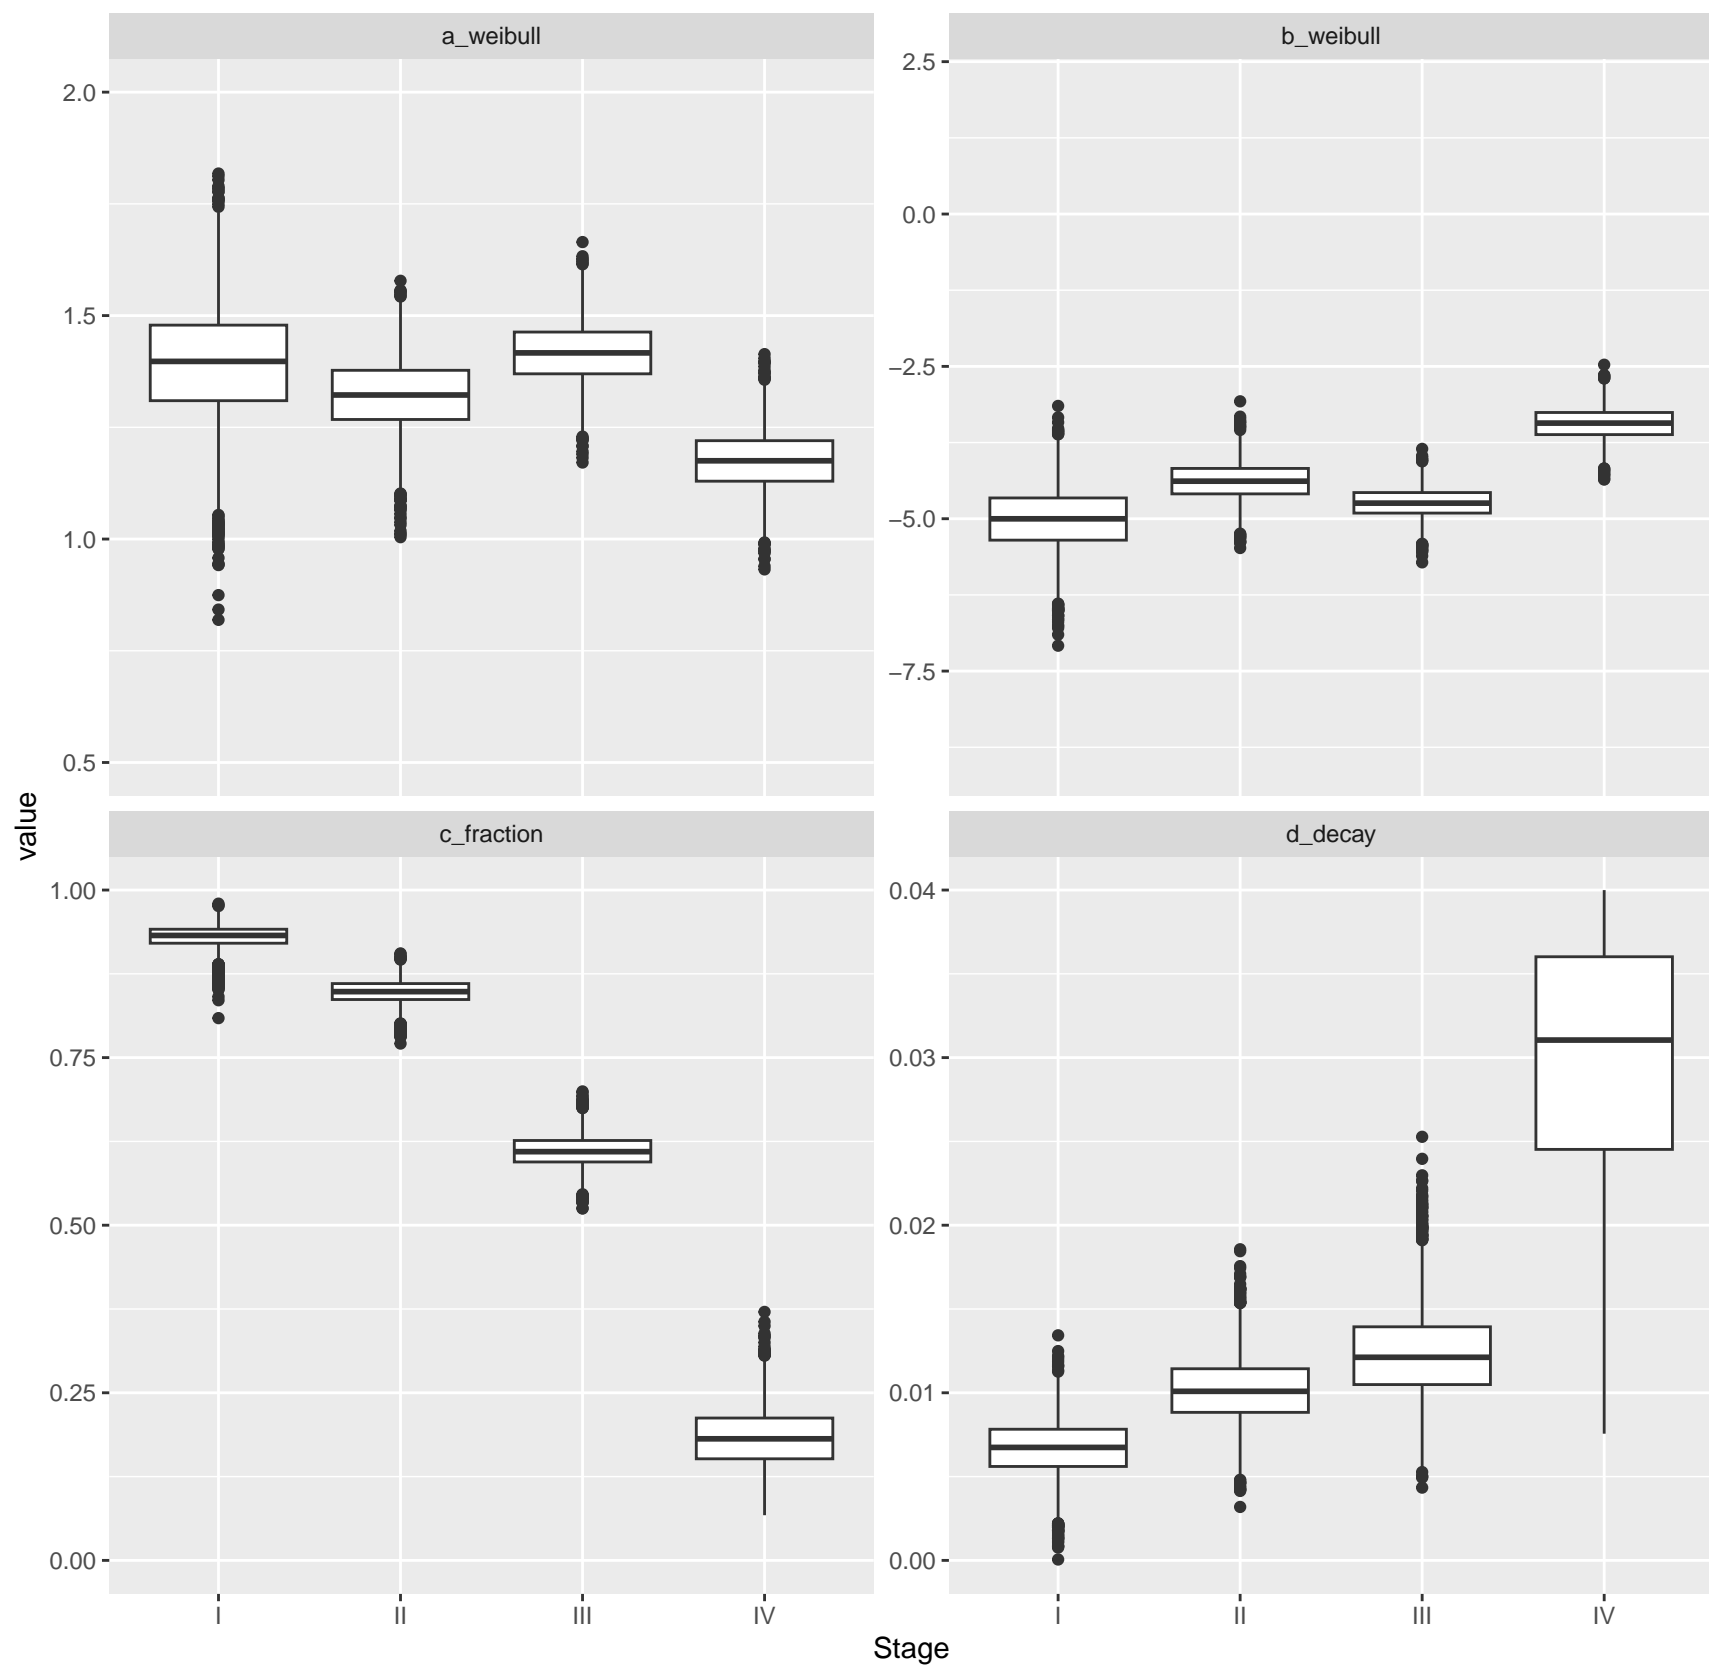 a_weibull
b_weibull
2.0
1.5
1.0
0.5
2.5
0.0
−2.5
−5.0
−7.5
c_fraction
d_decay
1.00
0.75
0.50
0.25
0.00
0.04
0.03
0.02
0.01
0.00
I
II
III
IV
I
II
III
IV
value
Stage